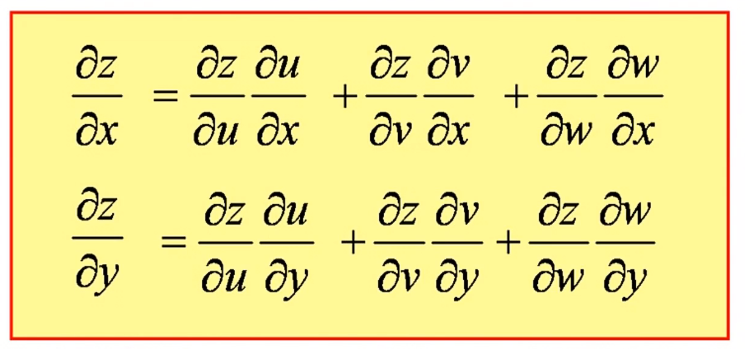 ∂z/∂x = ∂z/∂u ∂u/∂x + ∂z/∂v ∂v/∂x + ∂z/∂w ∂w/∂x
∂z/∂y = ∂z/∂u ∂u/∂y + ∂z/∂v ∂v/∂y + ∂z/∂w ∂w/∂y